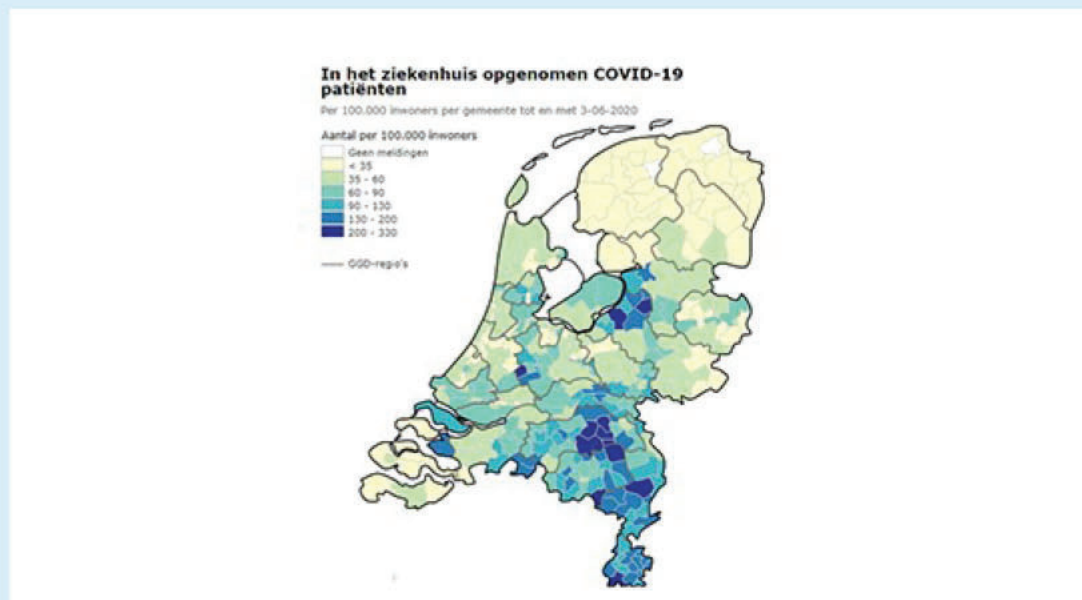 In het ziekenhuis opgenomen COVID-19
patiënten
Per 100.000 inwoners per gemeente tot en met 3-06-2020
Aantal per 100.000 inwoners
Geen meldingen
< 35
35 - 60
60 - 90
90 - 130
130 - 200
200 - 330
GGD-regio's